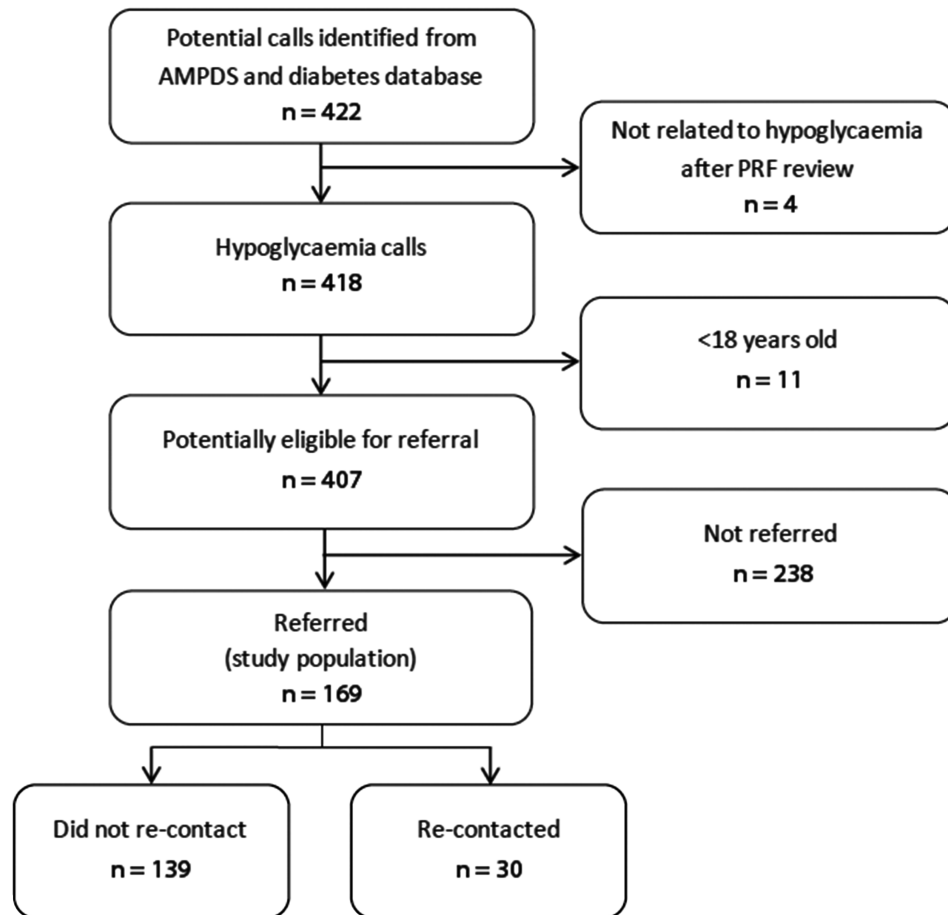 Potential calls identified from
AMPDS and diabetes database
n = 422
Not related to hypoglycaemia
after PRF review
n = 4
Hypoglycaemia calls
n = 418
<18 years old
n = 11
Potentially eligible for referral
n = 407
Not referred
n = 238
Referred
(study population)
n = 169
Did not re-contact
n = 139
Re-contacted
n = 30